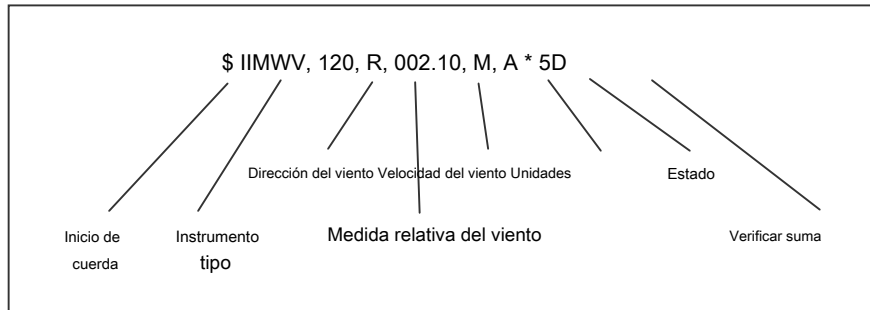 $ IIMWV, 120, R, 002.10, M, A * 5D
Dirección del viento Velocidad del viento Unidades
Estado
Inicio de
cuerda
Instrumento
tipo
Medida relativa del viento
Verificar suma